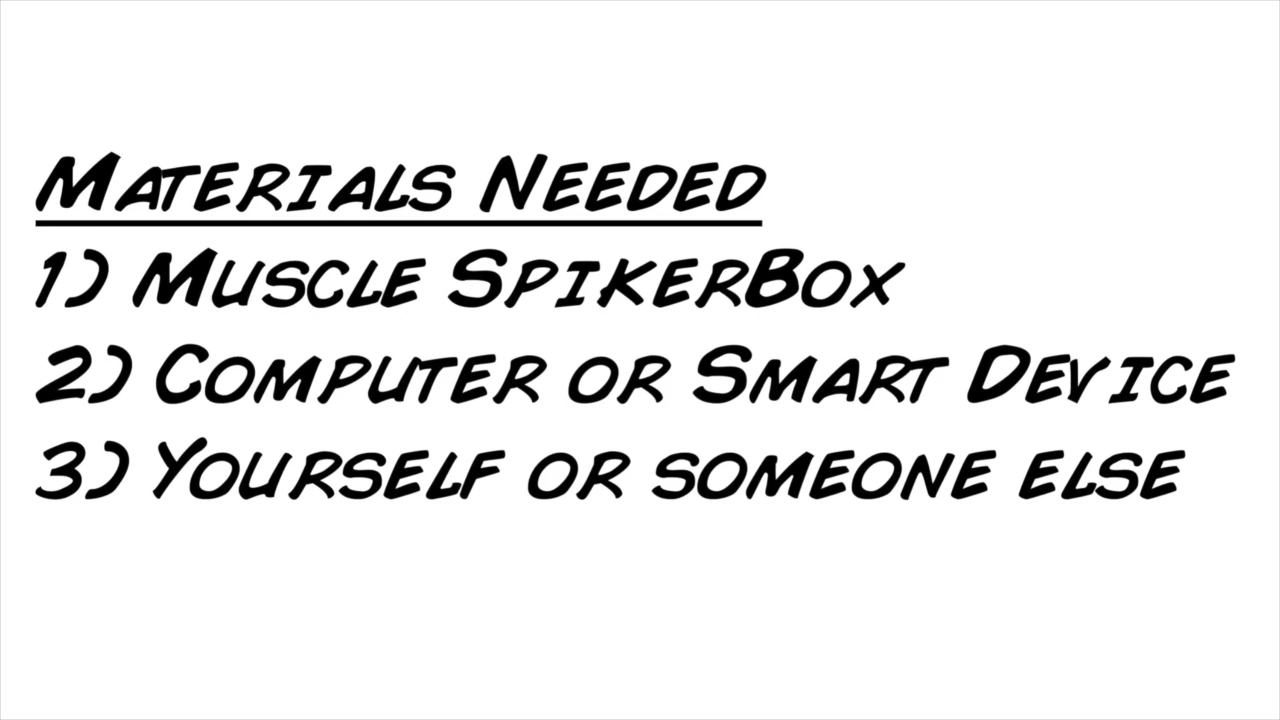 Materials Needed
1) Muscle SpikerBox
2) Computer or Smart Device
3) Yourself or someone else